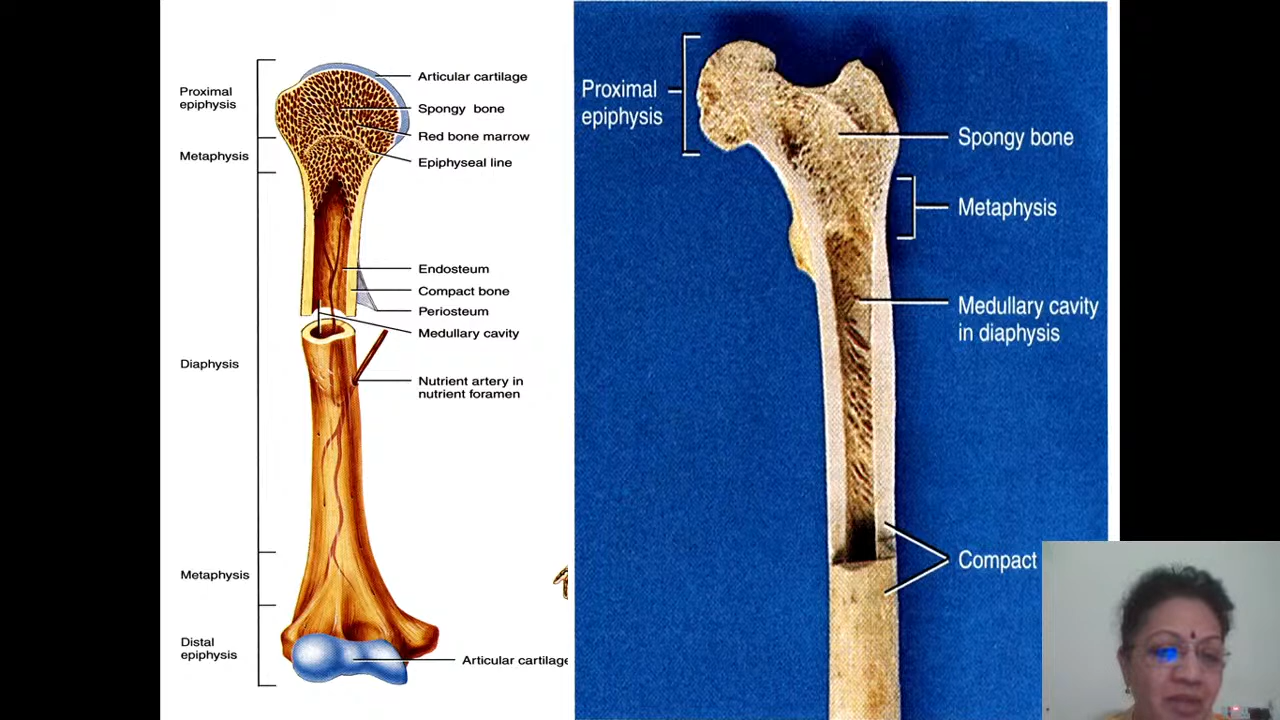 Proximal
epiphysis
Metaphysis
Diaphysis
Metaphysis
Distal
epiphysis
Articular cartilage
Spongy bone
Red bone marrow
Epiphyseal line
Endosteum
Compact bone
Periosteum
Medullary cavity
Nutrient artery in
nutrient foramen
Articular cartilage
Proximal
epiphysis
Spongy bone
Metaphysis
Medullary cavity
in diaphysis
Compact